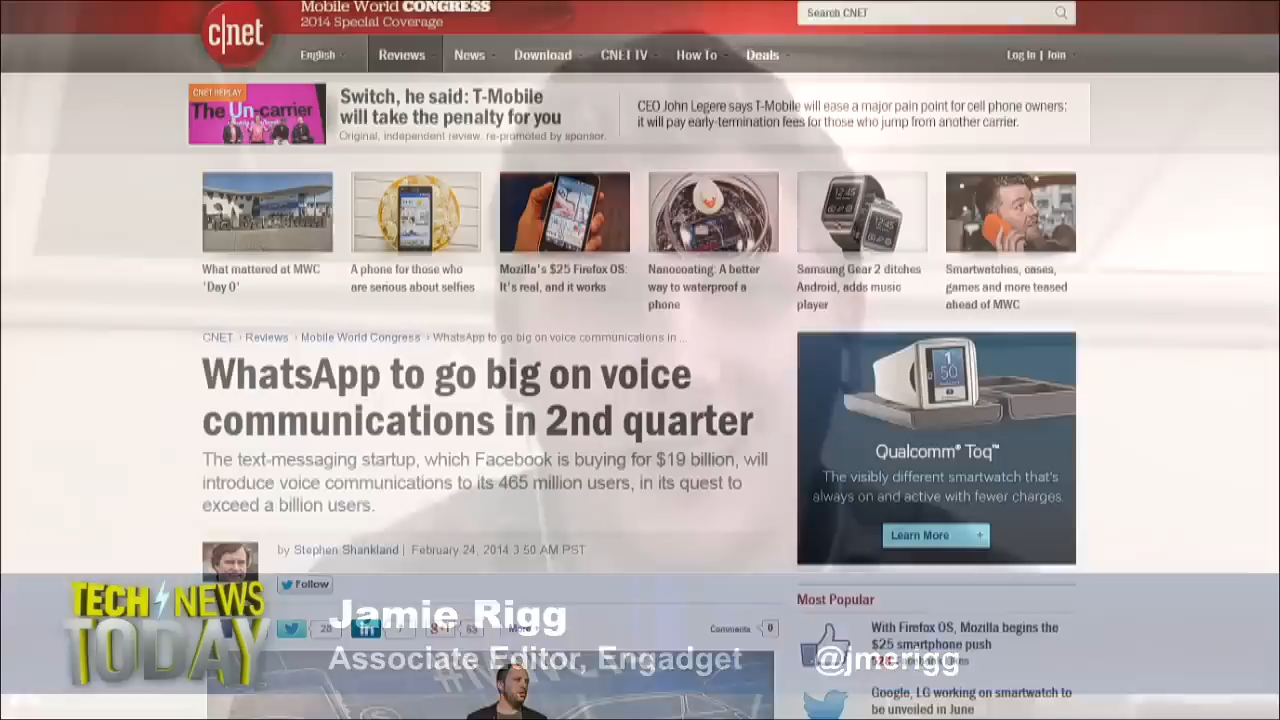 Mobile World CONGRESS
2014 Special Coverage
c|net
Search CNET
English
Reviews
News
Download
CNET TV
How To
Deals
Log In | Join
CNET REPLAY
The Un-carrier
Switch, he said: T-Mobile
will take the penalty for you
Original, independent review. re-promoted by sponsor.
CEO John Legere says T-Mobile will ease a major pain point for cell phone owners;
it will pay early-termination fees for those who jump from another carrier.
What mattered at MWC
'Day 0'
A phone for those who
are serious about selfies
Mozilla's $25 Firefox OS:
It's real, and it works
Nanocoating: A better
way to waterproof a
phone
Samsung Gear 2 ditches
Android, adds music
player
Smartwatches, cases,
games and more teased
ahead of MWC
CNET › Reviews › Mobile World Congress › WhatsApp to go big on voice communications in ...
WhatsApp to go big on voice
communications in 2nd quarter
The text-messaging startup, which Facebook is buying for $19 billion, will
introduce voice communications to its 465 million users, in its quest to
exceed a billion users.
by Stephen Shankland | February 24, 2014 3:50 AM PST
Follow
Qualcomm® Toq™
The visibly different smartwatch that's
always on and active with fewer charges.
Learn More +
Most Popular
With Firefox OS, Mozilla begins the
$25 smartphone push
Google, LG working on smartwatch to
be unveiled in June
More
Comments 0
TECH NEWS
TODAY
Jamie Rigg
Associate Editor, Engadget
@jmerigg